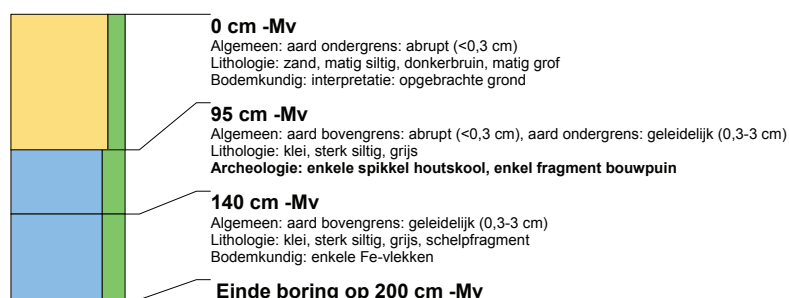 0 cm -Mv
Algemeen: aard ondergrens: abrupt (<0,3 cm)
Lithologie: zand, matig siltig, donkerbruin, matig grof
Bodemkundig: interpretatie: opgebrachte grond
95 cm -Mv
Algemeen: aard bovengrens: abrupt (<0,3 cm), aard ondergrens: geleidelijk (0,3-3 cm)
Lithologie: klei, sterk siltig, grijs
Archeologie: enkele spikkel houtskool, enkel fragment bouwpuin
140 cm -Mv
Algemeen: aard bovengrens: geleidelijk (0,3-3 cm)
Lithologie: klei, sterk siltig, grijs, schelpfragment
Bodemkundig: enkele Fe-vlekken
Einde boring op 200 cm -Mv